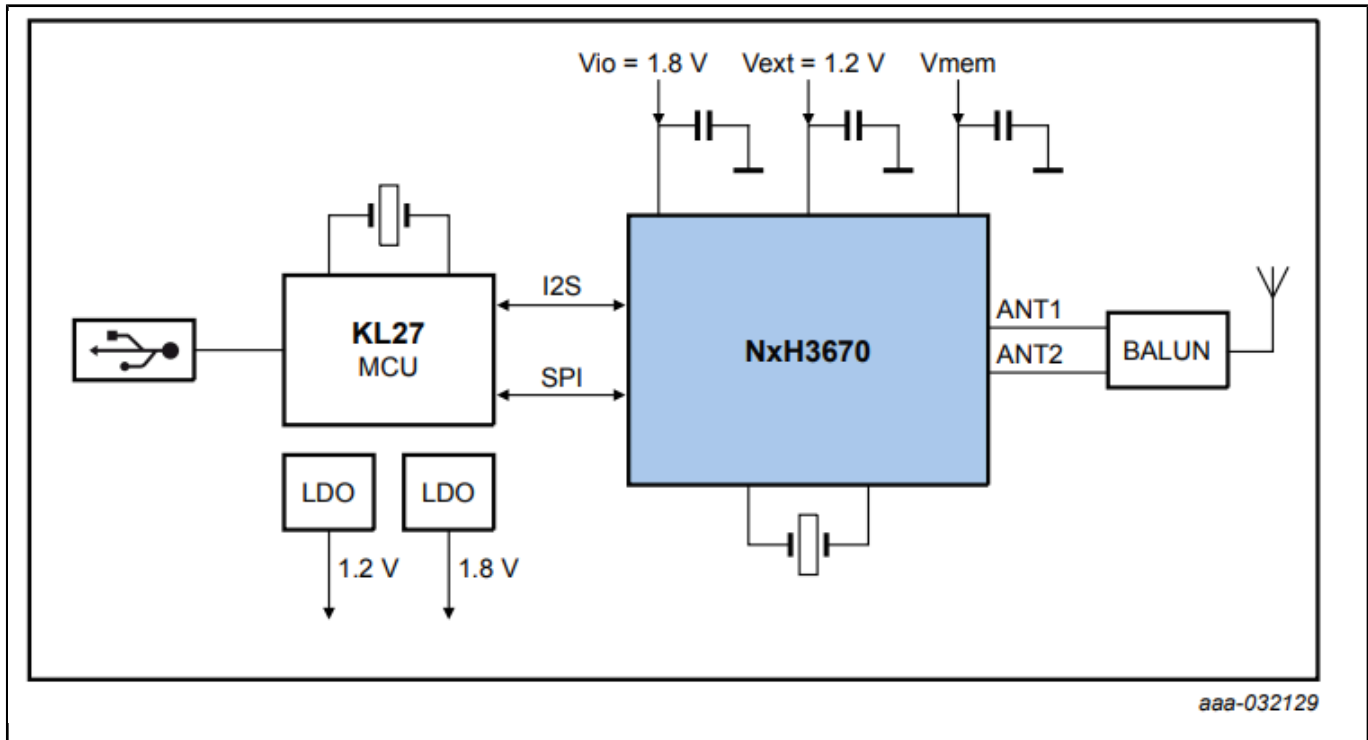 Vio = 1.8 V Vext = 1.2 V Vmem
I2S
KL27
MCU
SPI
NxH3670
ANT1
ANT2
BALUN
LDO LDO
1.2 V 1.8 V
aaa-032129